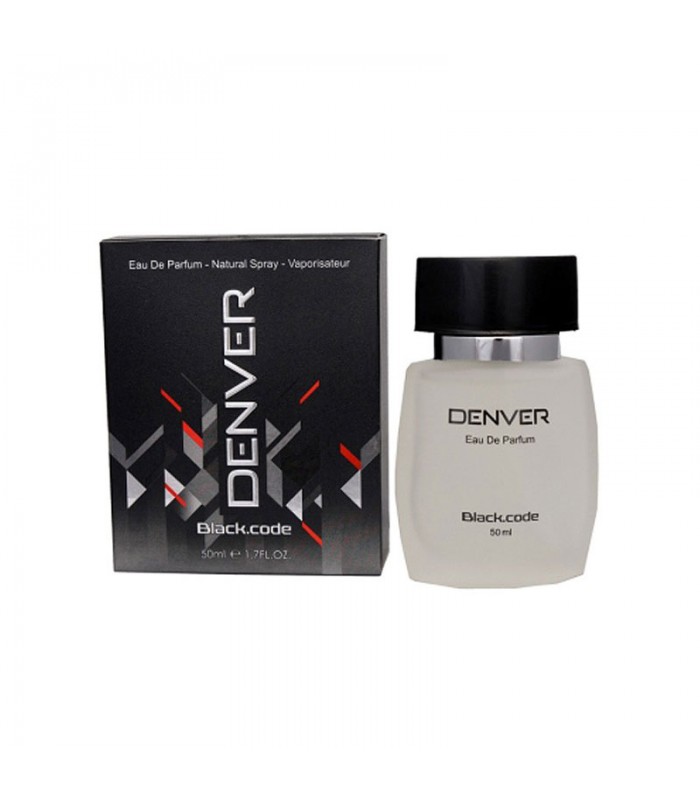 Eau De Parfum - Natural Spray - Vaporisateur
DENVER
Black.code
50ml e 1.7FL.OZ.
DENVER
Eau De Parfum
Black.code
50 ml